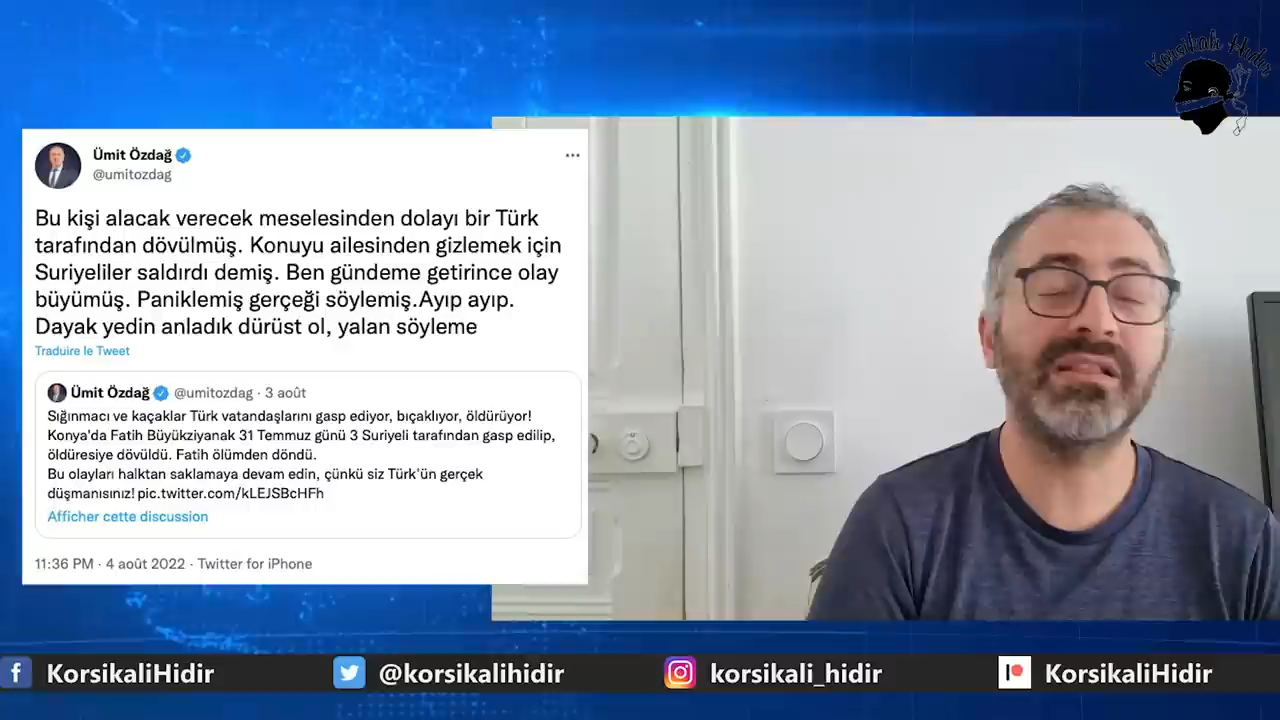 Korsikali Hidir
Ümit Özdağ
@umitozdag
Bu kişi alacak verecek meselesinden dolayı bir Türk
tarafından dövülmüş. Konuyu ailesinden gizlemek için
Suriyeliler saldırdı demiş. Ben gündeme getirince olay
büyümüş. Paniklemiş gerçeği söylemiş.Ayıp ayıp.
Dayak yedin anladık dürüst ol, yalan söyleme
Traduire le Tweet
Ümit Özdağ @umitozdag · 3 août
Sığınmacı ve kaçaklar Türk vatandaşlarını gasp ediyor, bıçaklıyor, öldürüyor!
Konya'da Fatih Büyükziyanak 31 Temmuz günü 3 Suriyeli tarafından gasp edilip,
öldüresiye dövüldü. Fatih ölümden döndü.
Bu olayları halktan saklamaya devam edin, çünkü siz Türk'ün gerçek
düşmanısınız! pic.twitter.com/kLEJSBcHFh
Afficher cette discussion
11:36 PM · 4 août 2022 · Twitter for iPhone
KorsikaliHidir
@korsikalihidir
korsikali_hidir
KorsikaliHidir